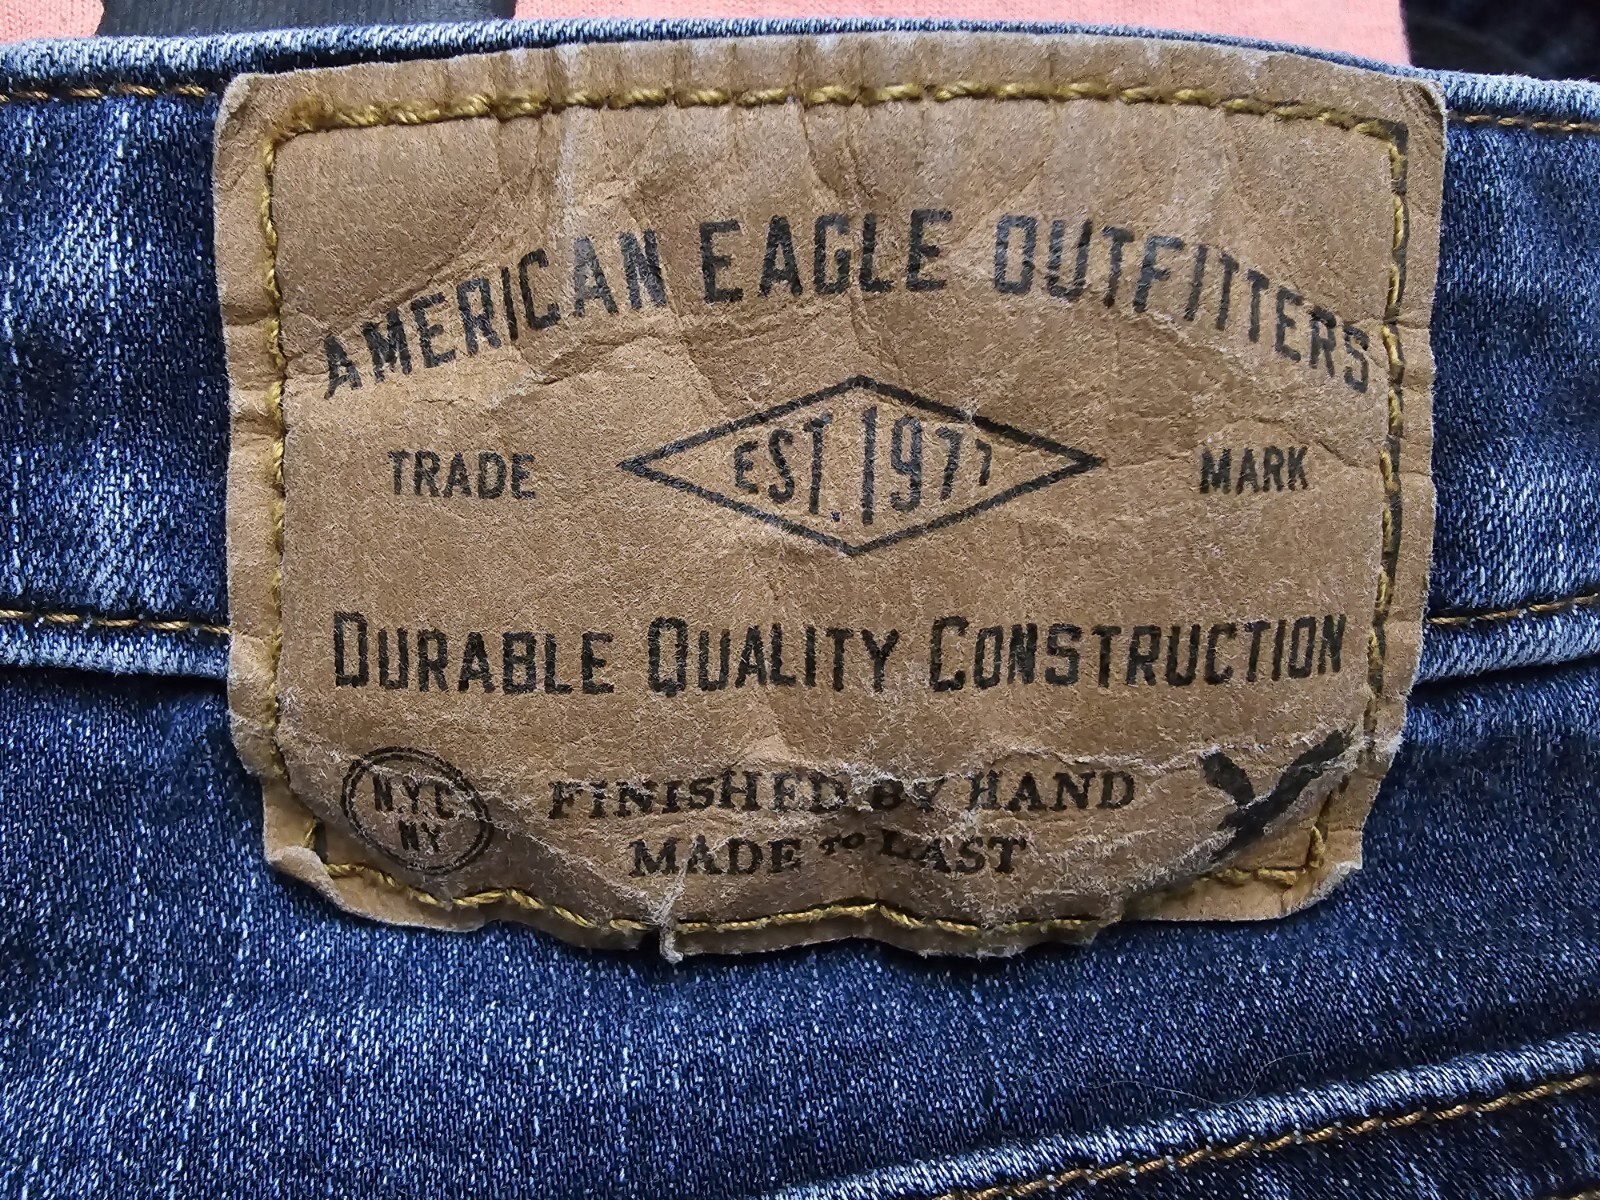 AMERICAN EAGLE OUTFITTERS
TRADE EST. 1977 MARK
DURABLE QUALITY CONSTRUCTION
N.Y.C
NY
FINISHED BY HAND
MADE TO LAST